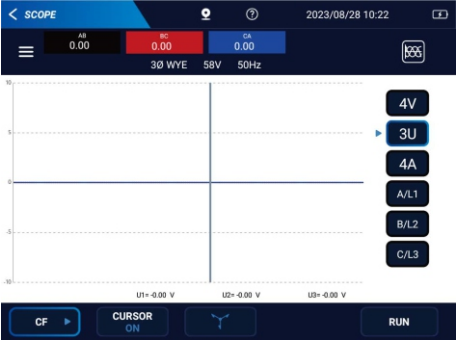 SCOPE ? 2023/08/28 10:22
AB BC CA
0.00 0.00 0.00
3Ø WYE 58V 50Hz
10
4V
5
3U
4A
0
A/L1
B/L2
-5
C/L3
-10
U1= -0.00 V U2= -0.00 V U3= -0.00 V
CF CURSOR RUN
ON